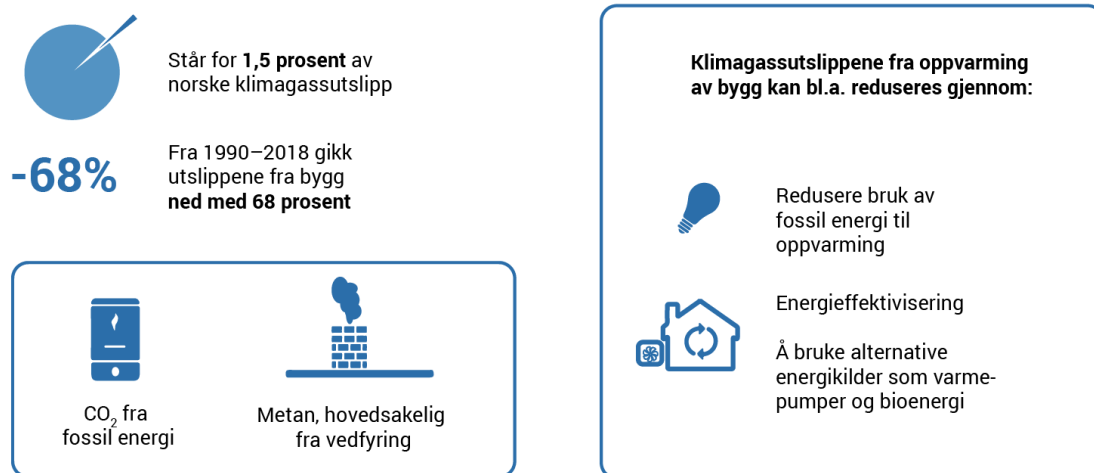 Står for 1,5 prosent av
norske klimagassutslipp
-68%
Fra 1990–2018 gikk
utslippene fra bygg
ned med 68 prosent
CO₂ fra
fossil energi
Metan, hovedsakelig
fra vedfyring
Klimagassutslippene fra oppvarming
av bygg kan bl.a. reduseres gjennom:
Redusere bruk av
fossil energi til
oppvarming
Energieffektivisering
Å bruke alternative
energikilder som varme-
pumper og bioenergi